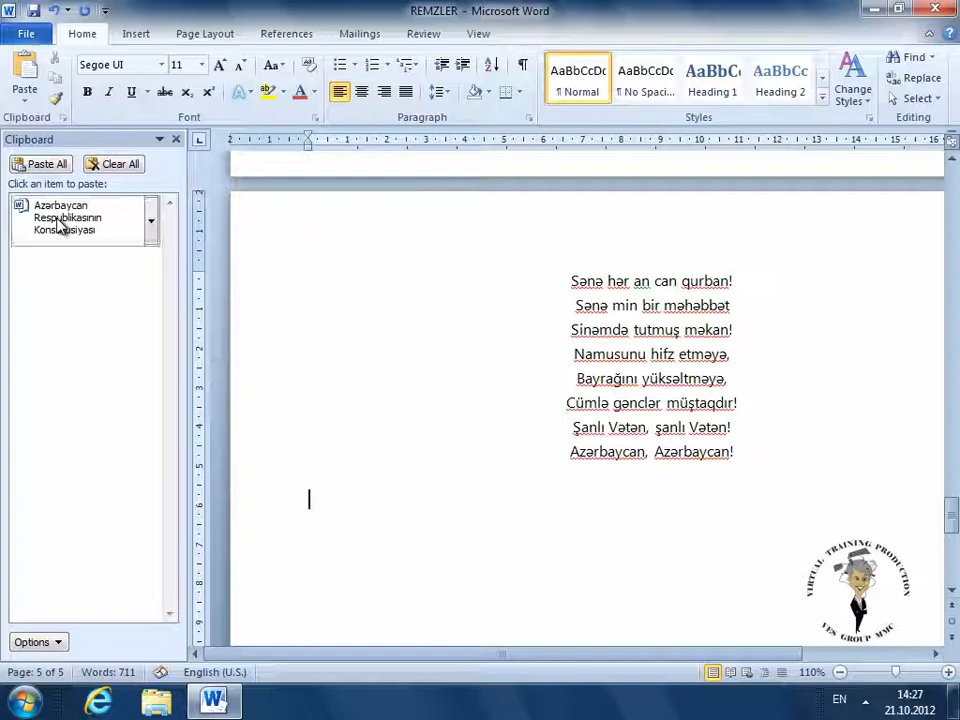 REMZLER - Microsoft Word
File Home Insert Page Layout References Mailings Review View
Paste
Segoe UI 11
AaBbCcDc AaBbCcDc AaBbC AaBbCc
¶ Normal ¶ No Spaci... Heading 1 Heading 2
Change Styles
Find
Replace
Select
Clipboard Font Paragraph Styles Editing
Clipboard
Paste All Clear All
Click an item to paste:
Azərbaycan
Respublikasının
Konstitusiyası
Options
Sənə hər an can qurban!
Sənə min bir məhəbbət
Sinəmdə tutmuş məkan!
Namusunu hifz etməyə,
Bayrağını yüksəltməyə,
Cümlə gənclər müştaqdır!
Şanlı Vətən, şanlı Vətən!
Azərbaycan, Azərbaycan!
VIRTUAL TRAINING PRODUCTION
YES GROUP MMC
Page: 5 of 5 Words: 711 English (U.S.) 110%
EN 14:27
21.10.2012